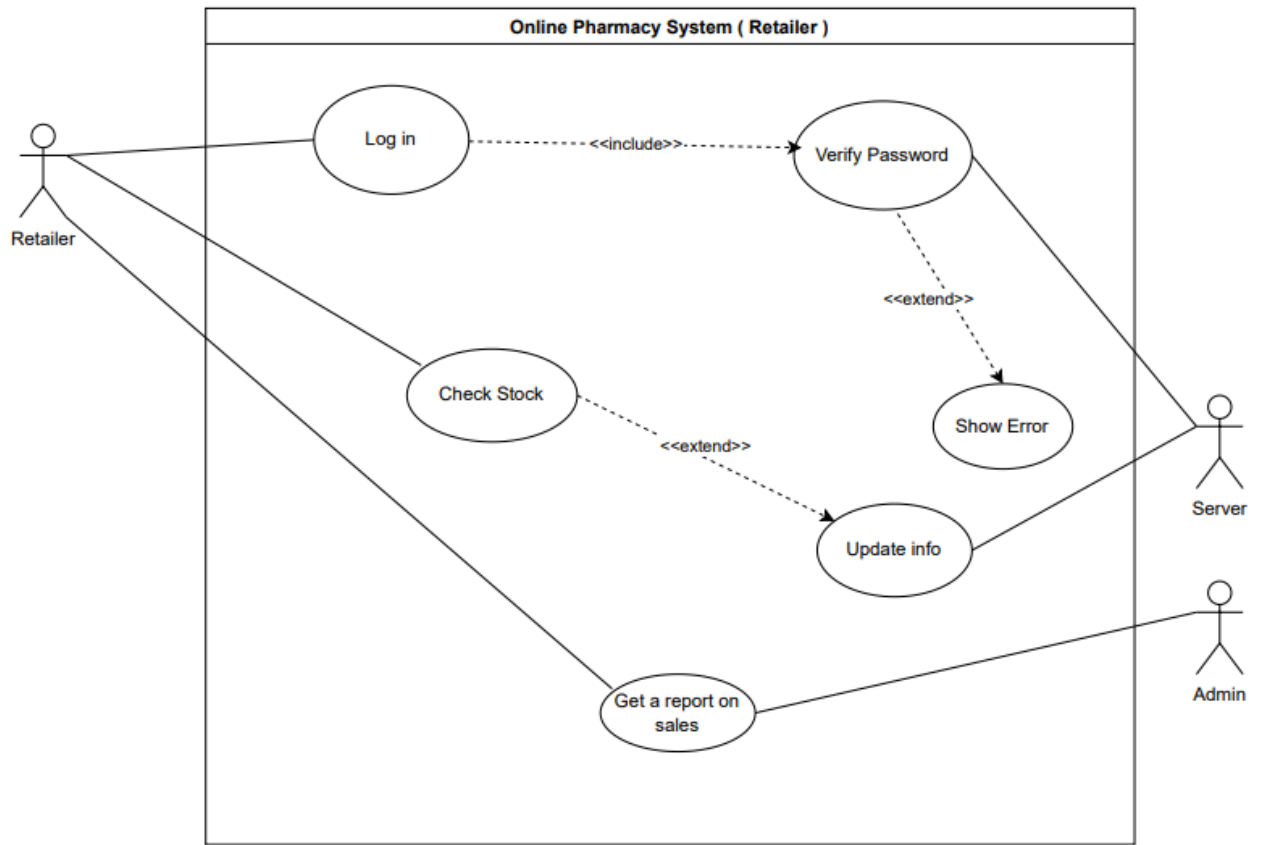 Online Pharmacy System ( Retailer )
Log in
<<include>>
Verify Password
Retailer
<<extend>>
Check Stock
Show Error
<<extend>>
Server
Update info
Admin
Get a report on
sales